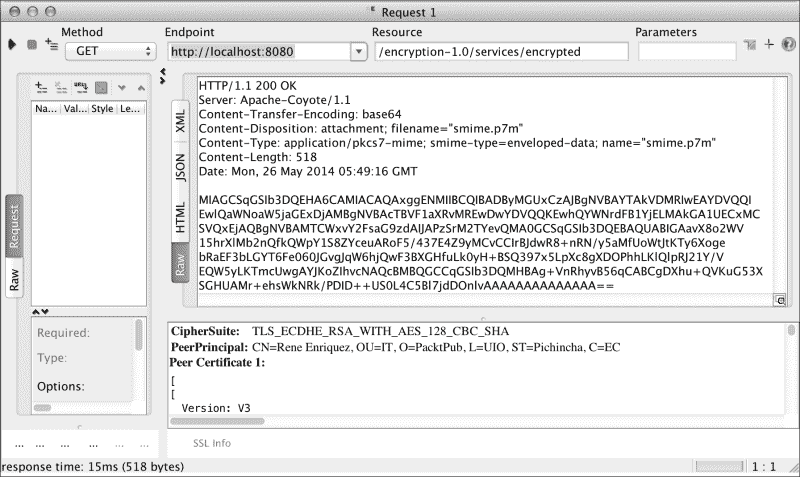 Request 1
Method
Endpoint
Resource
Parameters
GET
http://localhost:8080
/encryption-1.0/services/encrypted
Na... Val... Style Le...
Request
Raw
XML
JSON
HTML
Raw
HTTP/1.1 200 OK
Server: Apache-Coyote/1.1
Content-Transfer-Encoding: base64
Content-Disposition: attachment; filename="smime.p7m"
Content-Type: application/pkcs7-mime; smime-type=enveloped-data; name="smime.p7m"
Content-Length: 518
Date: Mon, 26 May 2014 05:49:16 GMT
MIAGCSqGSIb3DQEHA6CAMIACAQAxggENMIIBCQIBADByMGUxCzAJBgNVBAYTAkVDMRIwEAYDVQQI
EwlQaWNoaW5jaGExDjAMBgNVBAcTBVF1aXRvMREwDwYDVQQKEwhQYWNrdFB1YjELMAkGA1UECxMC
SVQxEjAQBgNVBAMTCWxvY2FsaG9zdAIJAPzSrM2TYevQMA0GCSqGSIb3DQEBAQUABIGAavX8o2WV
15hrXlMb2nQfkQWpY1S8ZYceuARoF5/437E4Z9yMCvCCIrBJdwR8+nRN/y5aMfUoWtJtKTy6Xoge
bRaEF3bLGYT6Fe060JGvgJqW6hjQwF3BXGHfuLk0yH+BSQ397x5LpXc8gXDOPhhLKlQlpRJ21Y/V
EQW5yLKTmcUwgAYJKoZIhvcNAQcBMBQGCCqGSIb3DQMHBAg+VnRhyvB56qCABCgDXhu+QVKuG53X
SGHUAMr+ehsWkNRk/PDID++US0L4C5Bl7jdDOnIvAAAAAAAAAAAAAA==
Required:
Type:
Options:
CipherSuite: TLS_ECDHE_RSA_WITH_AES_128_CBC_SHA
PeerPrincipal: CN=Rene Enriquez, OU=IT, O=PacktPub, L=UIO, ST=Pichincha, C=EC
Peer Certificate 1:
[
[
Version: V3
... ... ... ... ... ...
SSL Info
response time: 15ms (518 bytes)
1 : 1